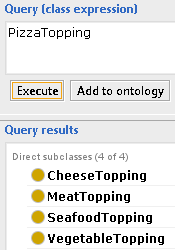 Query (class expression)
PizzaTopping
Execute
Add to ontology
Query results
Direct subclasses (4 of 4)
CheeseTopping
MeatTopping
SeafoodTopping
VegetableTopping